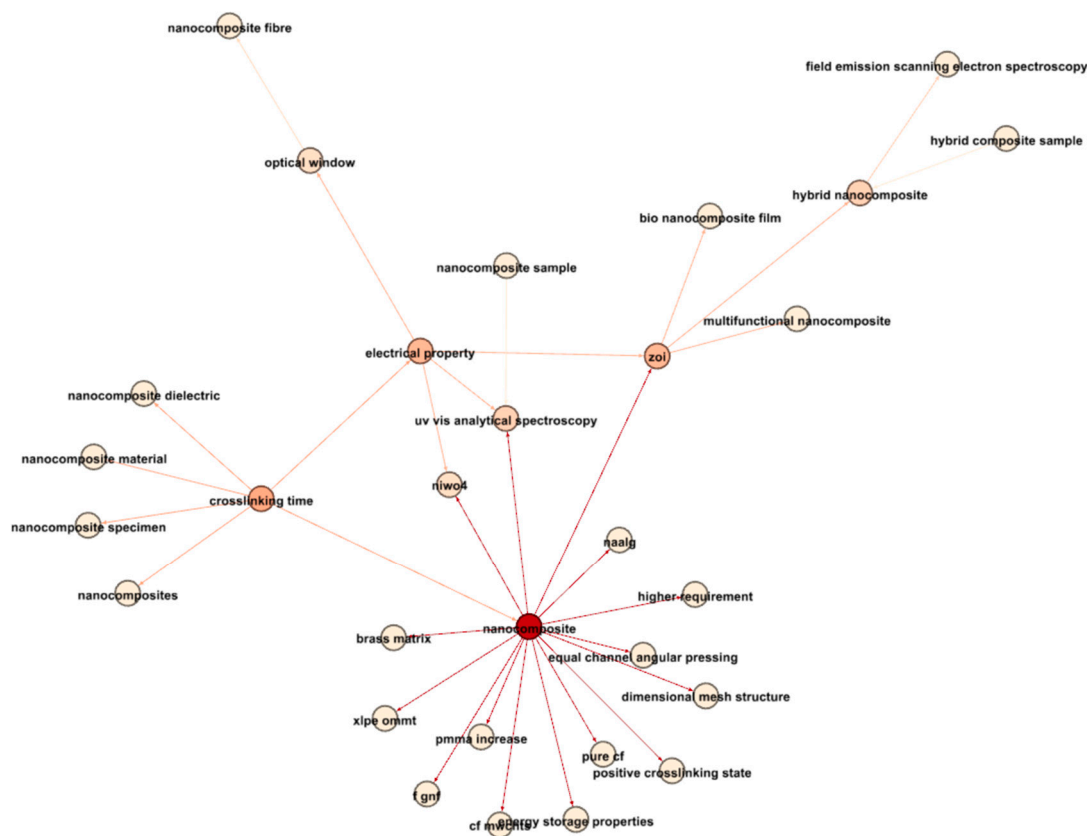 nanocomposite fibre
field emission scanning electron spectroscopy
hybrid composite sample
optical window
hybrid nanocomposite
bio nanocomposite film
nanocomposite sample
multifunctional nanocomposite
electrical property
zoi
nanocomposite dielectric
uv vis analytical spectroscopy
nanocomposite material
niwo4
crosslinking time
nanocomposite specimen
naalg
nanocomposites
higher requirement
nanocomposite
brass matrix
equal channel angular pressing
dimensional mesh structure
xlpe ommt
pmma increase
pure cf
positive crosslinking state
f gnf
cf mwcnts
energy storage properties